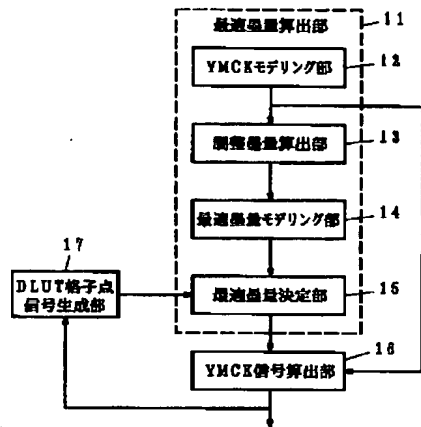 最適墨量算出部
11
YMCKモデリング部
12
調整墨量算出部
13
最適墨量モデリング部
14
17
DLUT格子点
信号生成部
最適墨量決定部
15
16
YMCK信号算出部